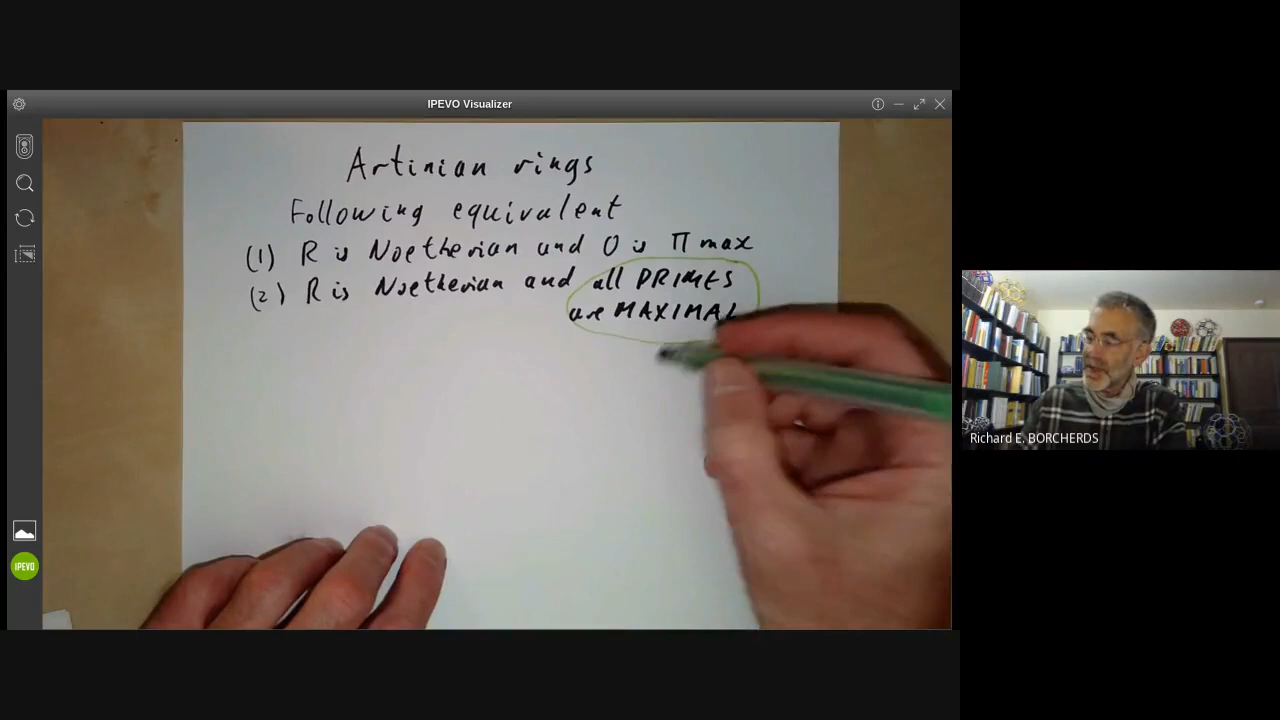 IPEVO Visualizer
Artinian rings
Following equivalent
(1) R is Noetherian and 0 is Π max
(2) R is Noetherian and all PRIMES
are MAXIMAL
IPEVO
Richard E. BORCHERDS